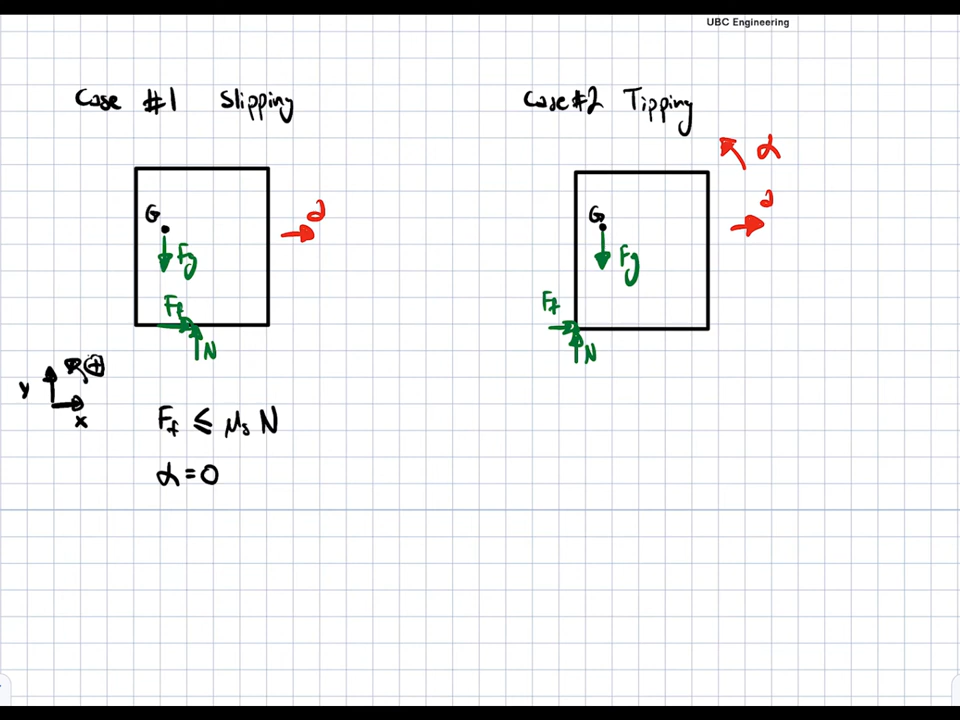 UBC Engineering
Case #1 Slipping
G
Fg
Ff
N
a
y
x
+
Ff ≤ μs N
α = 0
Case #2 Tipping
α
a
G
Fg
Ff
N